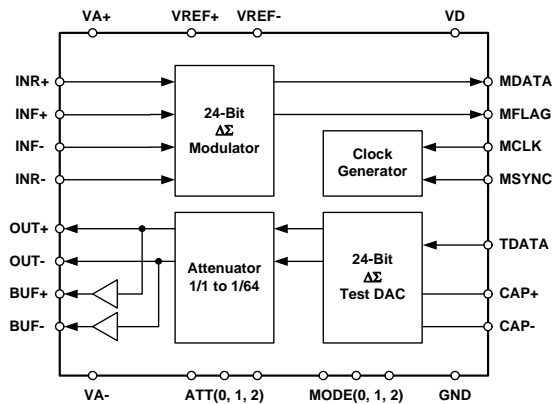 VA+ VREF+ VREF- VD
INR+
INF+
INF-
INR-
24-Bit
ΔΣ
Modulator
MDATA
MFLAG
MCLK
MSYNC
Clock
Generator
OUT+
OUT-
BUF+
BUF-
Attenuator
1/1 to 1/64
24-Bit
ΔΣ
Test DAC
TDATA
CAP+
CAP-
VA- ATT(0, 1, 2) MODE(0, 1, 2) GND